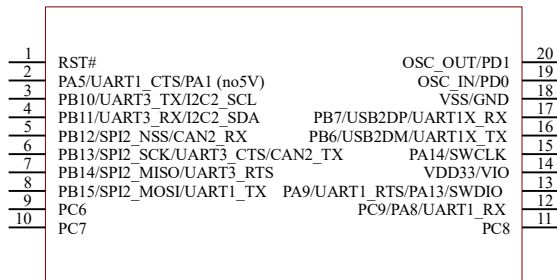 1 RST# OSC_OUT/PD1 20
2 PA5/UART1_CTS/PA1 (no5V) OSC_IN/PD0 19
3 PB10/UART3_TX/I2C2_SCL VSS/GND 18
4 PB11/UART3_RX/I2C2_SDA PB7/USB2DP/UART1X_RX 17
5 PB12/SPI2_NSS/CAN2_RX PB6/USB2DM/UART1X_TX 16
6 PB13/SPI2_SCK/UART3_CTS/CAN2_TX PA14/SWCLK 15
7 PB14/SPI2_MISO/UART3_RTS VDD33/VIO 14
8 PB15/SPI2_MOSI/UART1_TX PA9/UART1_RTS/PA13/SWDIO 13
9 PC6 PC9/PA8/UART1_RX 12
10 PC7 PC8 11